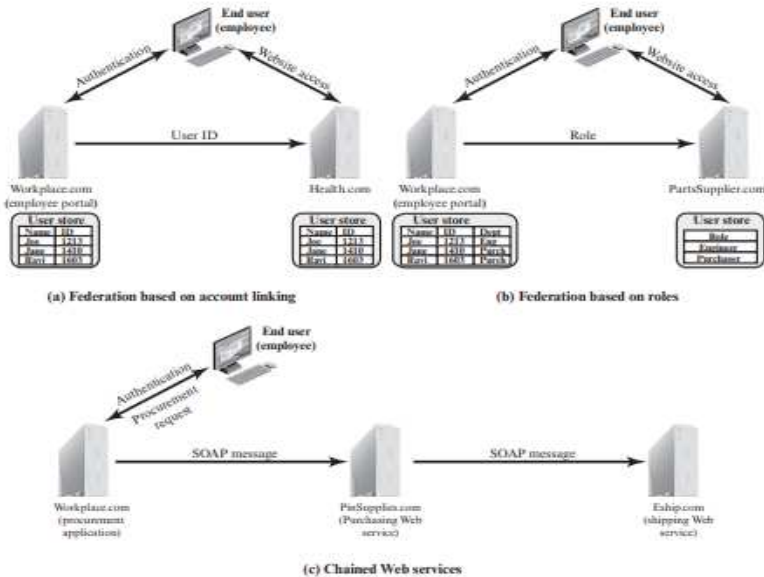 End user
(employee)
Authentication
Website access
User ID
Workplace.com
(employee portal)
Health.com
User store
Name ID
Joe 1213
Jane 1410
Ravi 1603
User store
Name ID
Joe 1213
Jane 1410
Ravi 1603
(a) Federation based on account linking
End user
(employee)
Authentication
Website access
Role
Workplace.com
(employee portal)
PartsSupplier.com
User store
Name ID Dept
Joe 1213 Eng
Jane 1410 Purch
Ravi 1603 Purch
User store
Role
Engineer
Purchaser
(b) Federation based on roles
End user
(employee)
Authentication
Procurement
request
SOAP message
SOAP message
Workplace.com
(procurement
application)
PinSupplies.com
(Purchasing Web
service)
Eship.com
(shipping Web
service)
(c) Chained Web services